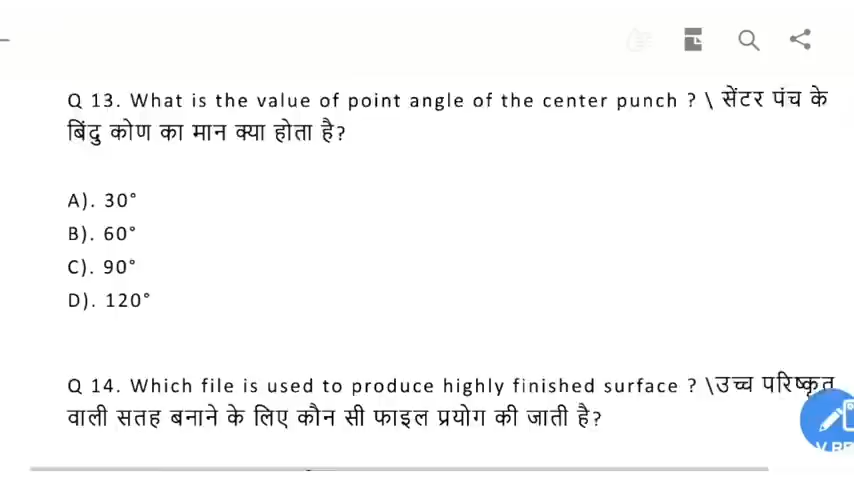 Q 13. What is the value of point angle of the center punch ? \ सेंटर पंच के
बिंदु कोण का मान क्या होता है?
A). 30°
B). 60°
C). 90°
D). 120°
Q 14. Which file is used to produce highly finished surface ? \उच्च परिष्कृत
वाली सतह बनाने के लिए कौन सी फाइल प्रयोग की जाती है?